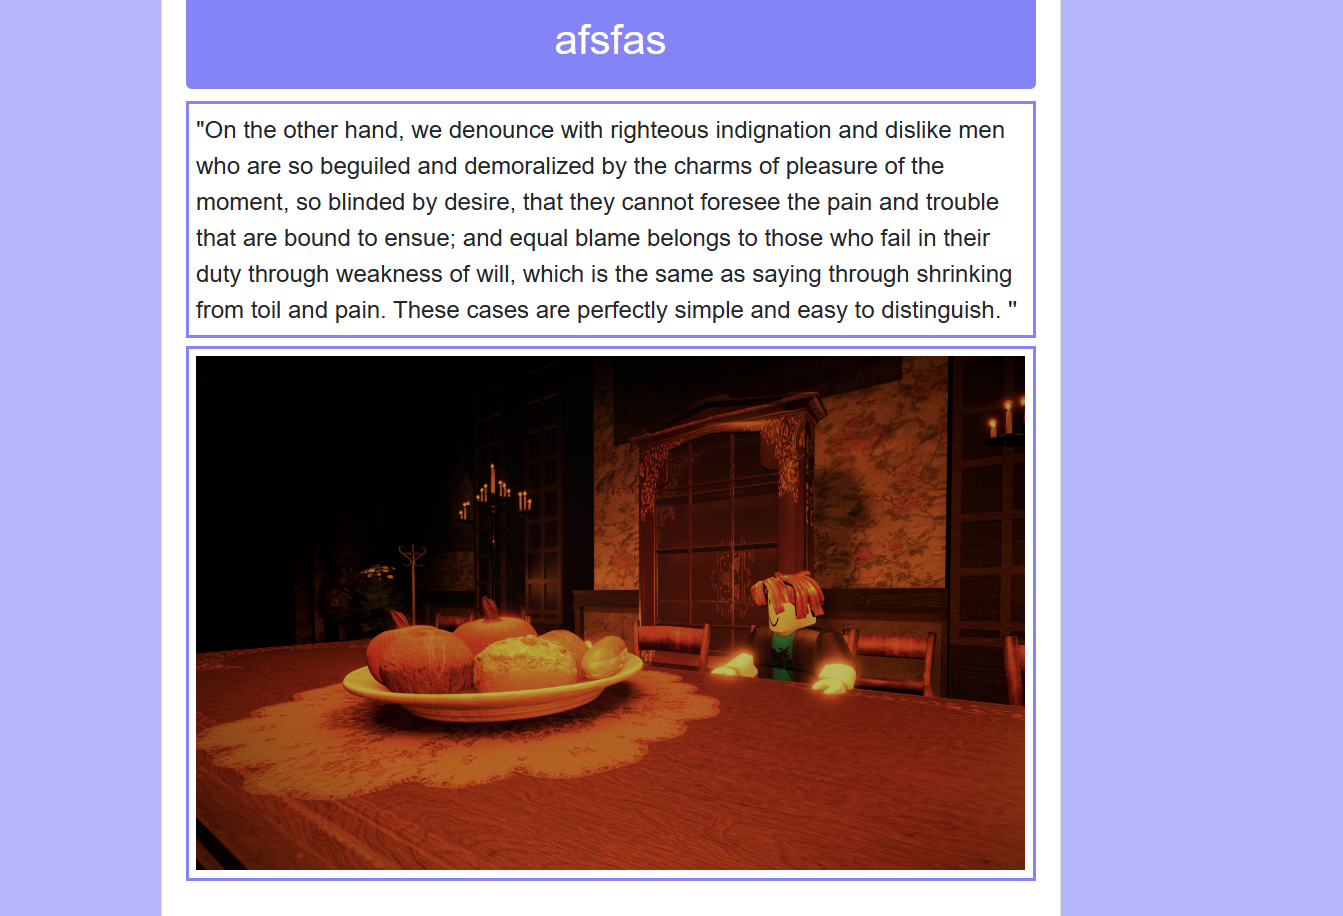 afsfas
"On the other hand, we denounce with righteous indignation and dislike men
who are so beguiled and demoralized by the charms of pleasure of the
moment, so blinded by desire, that they cannot foresee the pain and trouble
that are bound to ensue; and equal blame belongs to those who fail in their
duty through weakness of will, which is the same as saying through shrinking
from toil and pain. These cases are perfectly simple and easy to distinguish. "